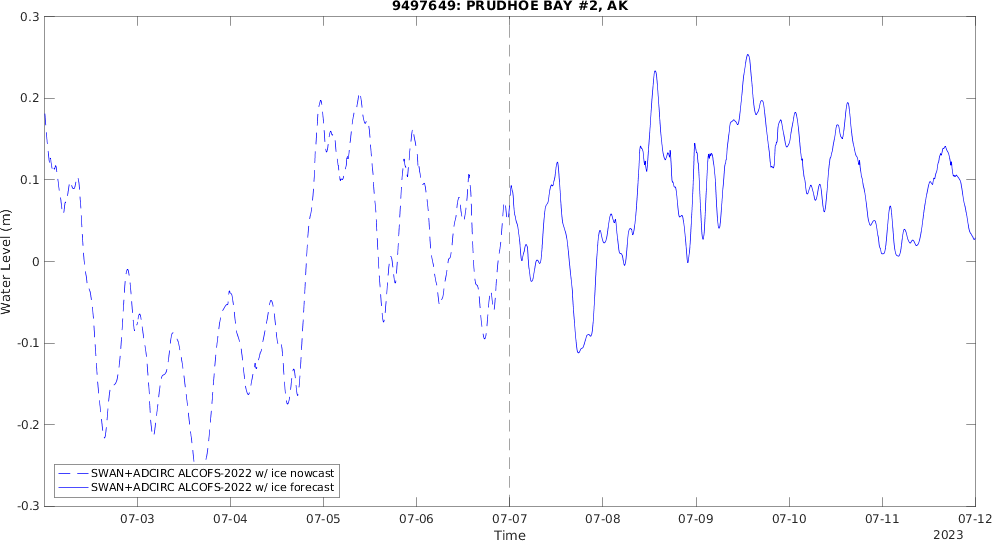 9497649: PRUDHOE BAY #2, AK
0.3
0.2
0.1
0
-0.1
-0.2
-0.3
Water Level (m)
SWAN+ADCIRC ALCOFS-2022 w/ ice nowcast
SWAN+ADCIRC ALCOFS-2022 w/ ice forecast
07-03 07-04 07-05 07-06 07-07 07-08 07-09 07-10 07-11 07-12
Time
2023